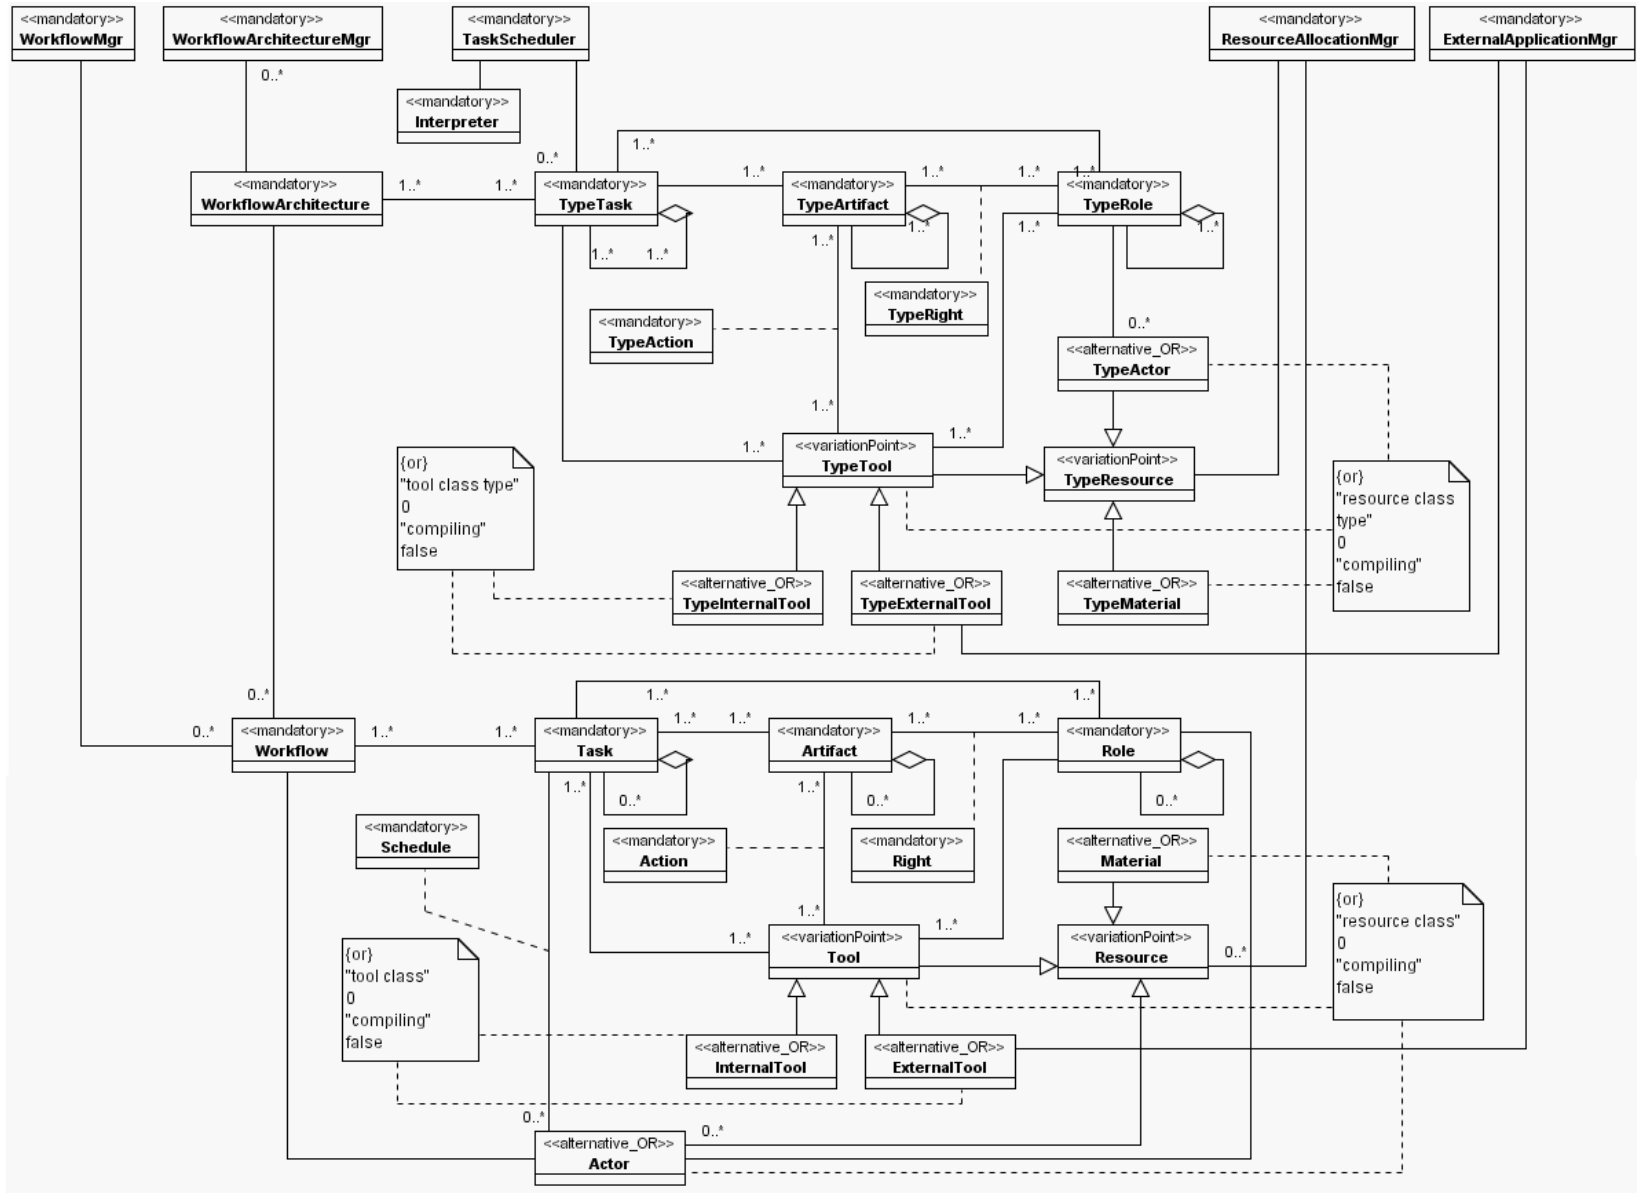 <<mandatory>>
WorkflowMgr
<<mandatory>>
WorkflowArchitectureMgr
<<mandatory>>
TaskScheduler
<<mandatory>>
ResourceAllocationMgr
<<mandatory>>
ExternalApplicationMgr
0..*
<<mandatory>>
Interpreter
1..*
0..*
1..*
1..*
1..*
1..*
<<mandatory>>
WorkflowArchitecture
1..*
1..*
<<mandatory>>
TypeTask
<<mandatory>>
TypeArtifact
<<mandatory>>
TypeRole
1..*
1..*
1..*
1..*
1..*
1..*
<<mandatory>>
TypeRight
<<mandatory>>
TypeAction
0..*
<<alternative_OR>>
TypeActor
1..*
1..*
1..*
<<variationPoint>>
TypeTool
<<variationPoint>>
TypeResource
{or}
"tool class type"
0
"compiling"
false
{or}
"resource class
type"
0
"compiling"
false
<<alternative_OR>>
TypeInternalTool
<<alternative_OR>>
TypeExternalTool
<<alternative_OR>>
TypeMaterial
0..*
1..*
1..*
0..*
<<mandatory>>
Workflow
1..*
1..*
<<mandatory>>
Task
1..*
1..*
<<mandatory>>
Artifact
1..*
1..*
<<mandatory>>
Role
1..*
0..*
1..*
0..*
0..*
<<mandatory>>
Schedule
<<mandatory>>
Action
<<mandatory>>
Right
<<alternative_OR>>
Material
1..*
1..*
1..*
<<variationPoint>>
Tool
<<variationPoint>>
Resource
0..*
{or}
"resource class"
0
"compiling"
false
{or}
"tool class"
0
"compiling"
false
<<alternative_OR>>
InternalTool
<<alternative_OR>>
ExternalTool
0..*
0..*
<<alternative_OR>>
Actor